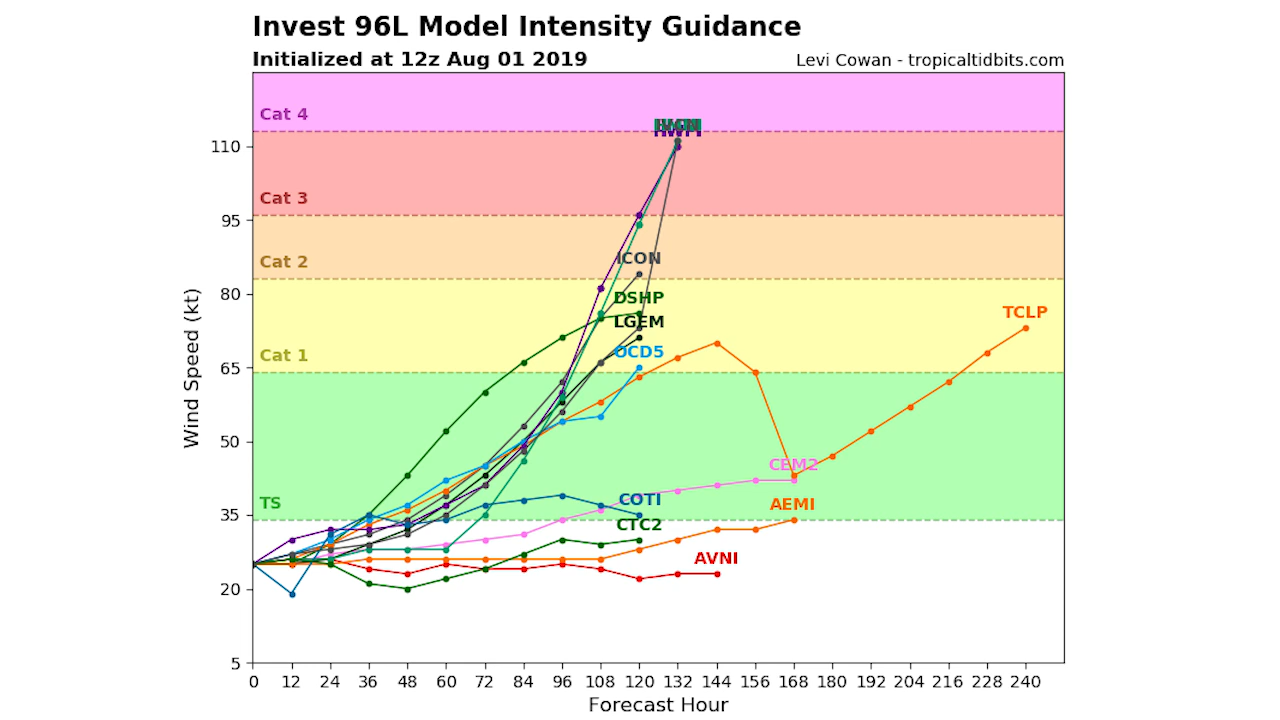 Invest 96L Model Intensity Guidance
Initialized at 12z Aug 01 2019
Levi Cowan - tropicaltidbits.com
Cat 4
110
Cat 3
95
Cat 2
ICON
80
DSHP
TCLP
LGEM
OCD5
Cat 1
65
Wind Speed (kt)
50
CEM2
TS
COTI
AEMI
35
CTC2
AVNI
20
5
0 12 24 36 48 60 72 84 96 108 120 132 144 156 168 180 192 204 216 228 240
Forecast Hour